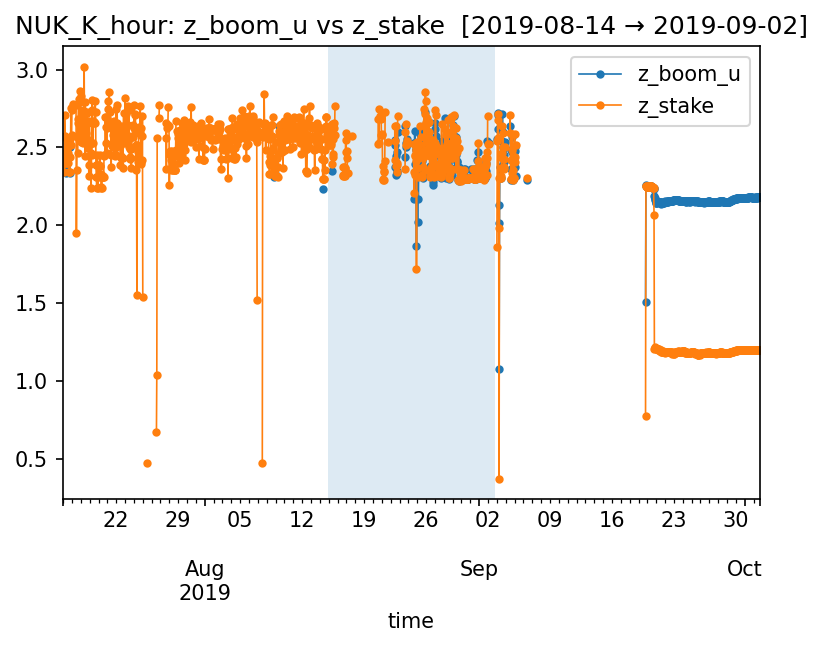 NUK_K_hour: z_boom_u vs z_stake [2019-08-14 → 2019-09-02]
z_boom_u
z_stake
3.0
2.5
2.0
1.5
1.0
0.5
22 29 05 12 19 26 02 09 16 23 30
Aug Sep Oct
2019
time